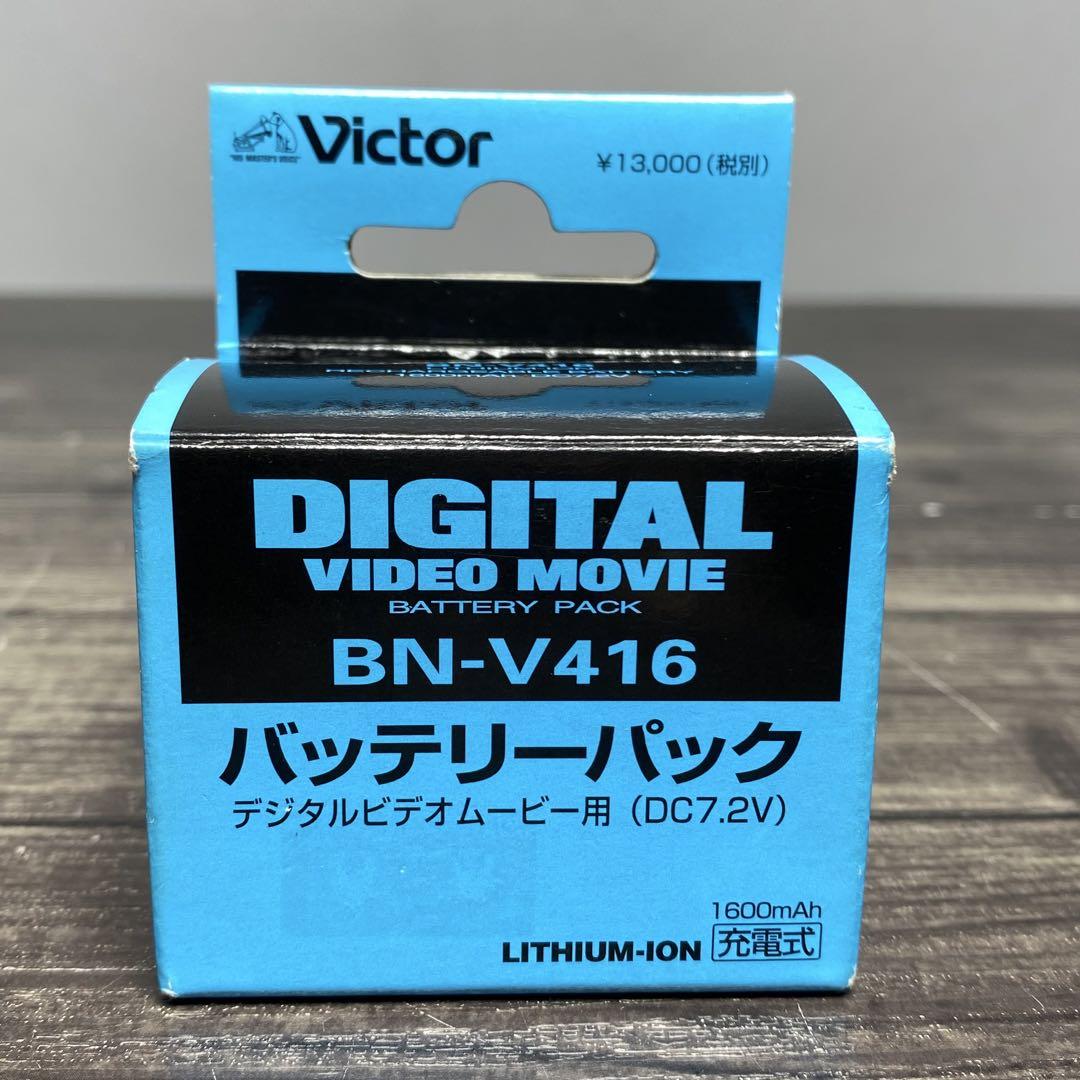 "HIS MASTER'S VOICE"
Victor
¥13,000(税別)
BN-V416
DIGITAL
VIDEO MOVIE
BATTERY PACK
BN-V416
バッテリーパック
デジタルビデオムービー用(DC7.2V)
1600mAh
LITHIUM-ION 充電式